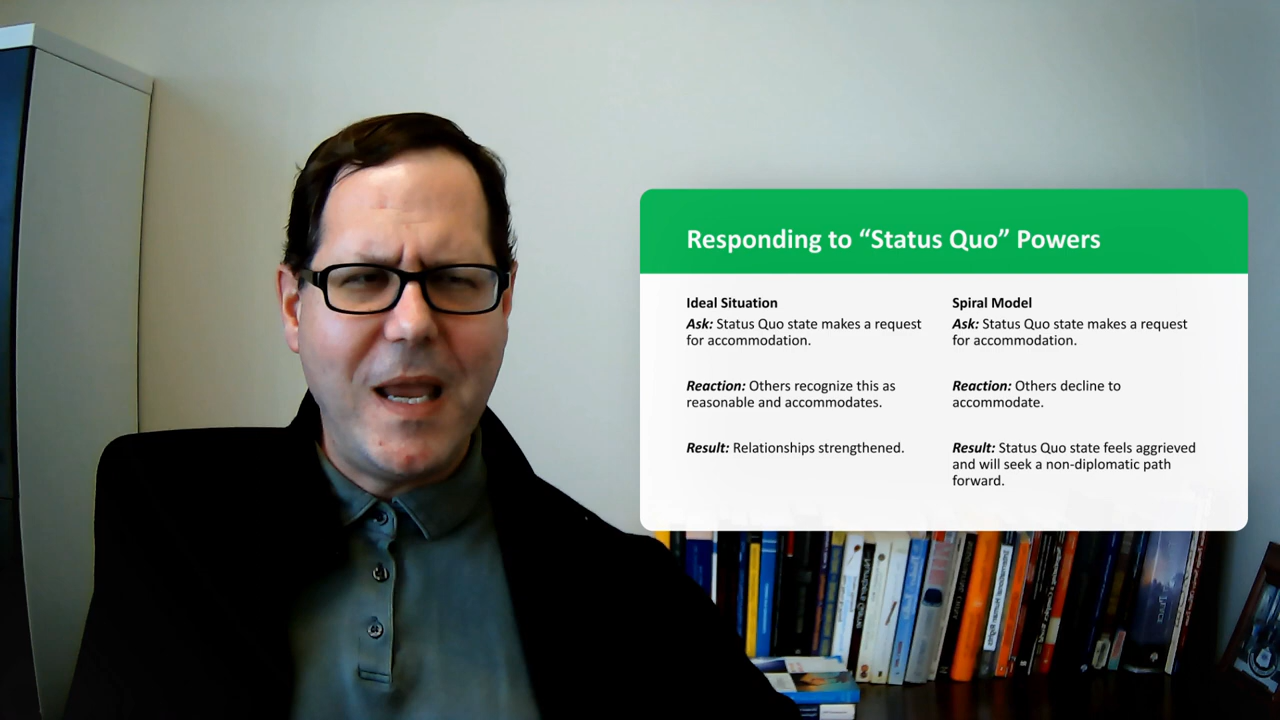 Responding to “Status Quo” Powers
Ideal Situation
Ask: Status Quo state makes a request
for accommodation.
Reaction: Others recognize this as
reasonable and accommodates.
Result: Relationships strengthened.
Spiral Model
Ask: Status Quo state makes a request
for accommodation.
Reaction: Others decline to
accommodate.
Result: Status Quo state feels aggrieved
and will seek a non-diplomatic path
forward.